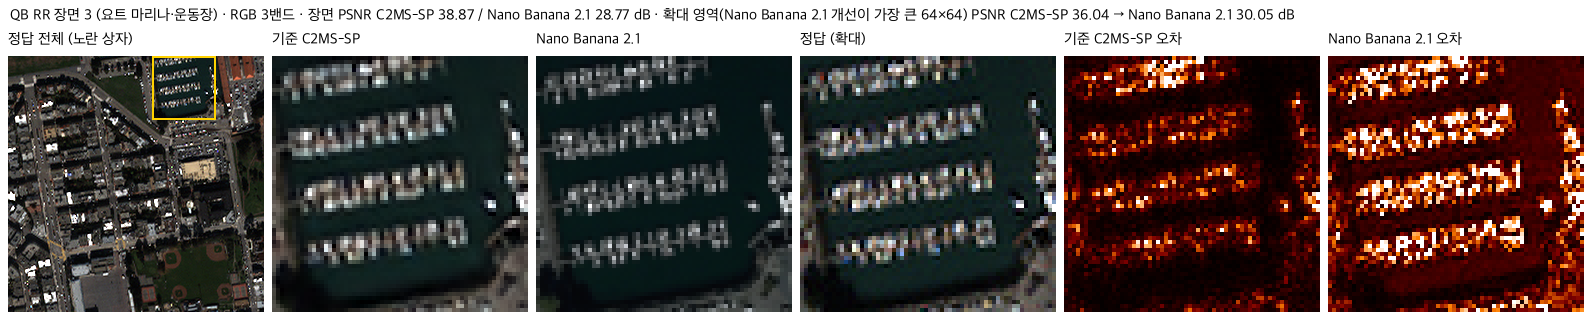 QB RR 장면 3 (요트 마리나·운동장) · RGB 3밴드 · 장면 PSNR C2MS-SP 38.87 / Nano Banana 2.1 28.77 dB · 확대 영역(Nano Banana 2.1 개선이 가장 큰 64×64) PSNR C2MS-SP 36.04 → Nano Banana 2.1 30.05 dB
정답 전체 (노란 상자)
기준 C2MS-SP
Nano Banana 2.1
정답 (확대)
기준 C2MS-SP 오차
Nano Banana 2.1 오차